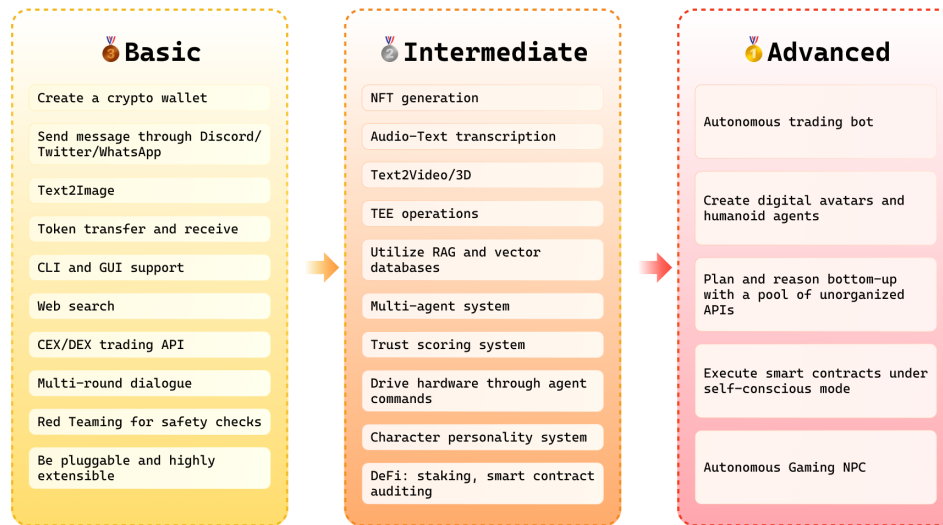 3 Basic
Create a crypto wallet
Send message through Discord/
Twitter/WhatsApp
Text2Image
Token transfer and receive
CLI and GUI support
Web search
CEX/DEX trading API
Multi-round dialogue
Red Teaming for safety checks
Be pluggable and highly
extensible
2 Intermediate
NFT generation
Audio-Text transcription
Text2Video/3D
TEE operations
Utilize RAG and vector
databases
Multi-agent system
Trust scoring system
Drive hardware through agent
commands
Character personality system
DeFi: staking, smart contract
auditing
1 Advanced
Autonomous trading bot
Create digital avatars and
humanoid agents
Plan and reason bottom-up
with a pool of unorganized
APIs
Execute smart contracts under
self-conscious mode
Autonomous Gaming NPC